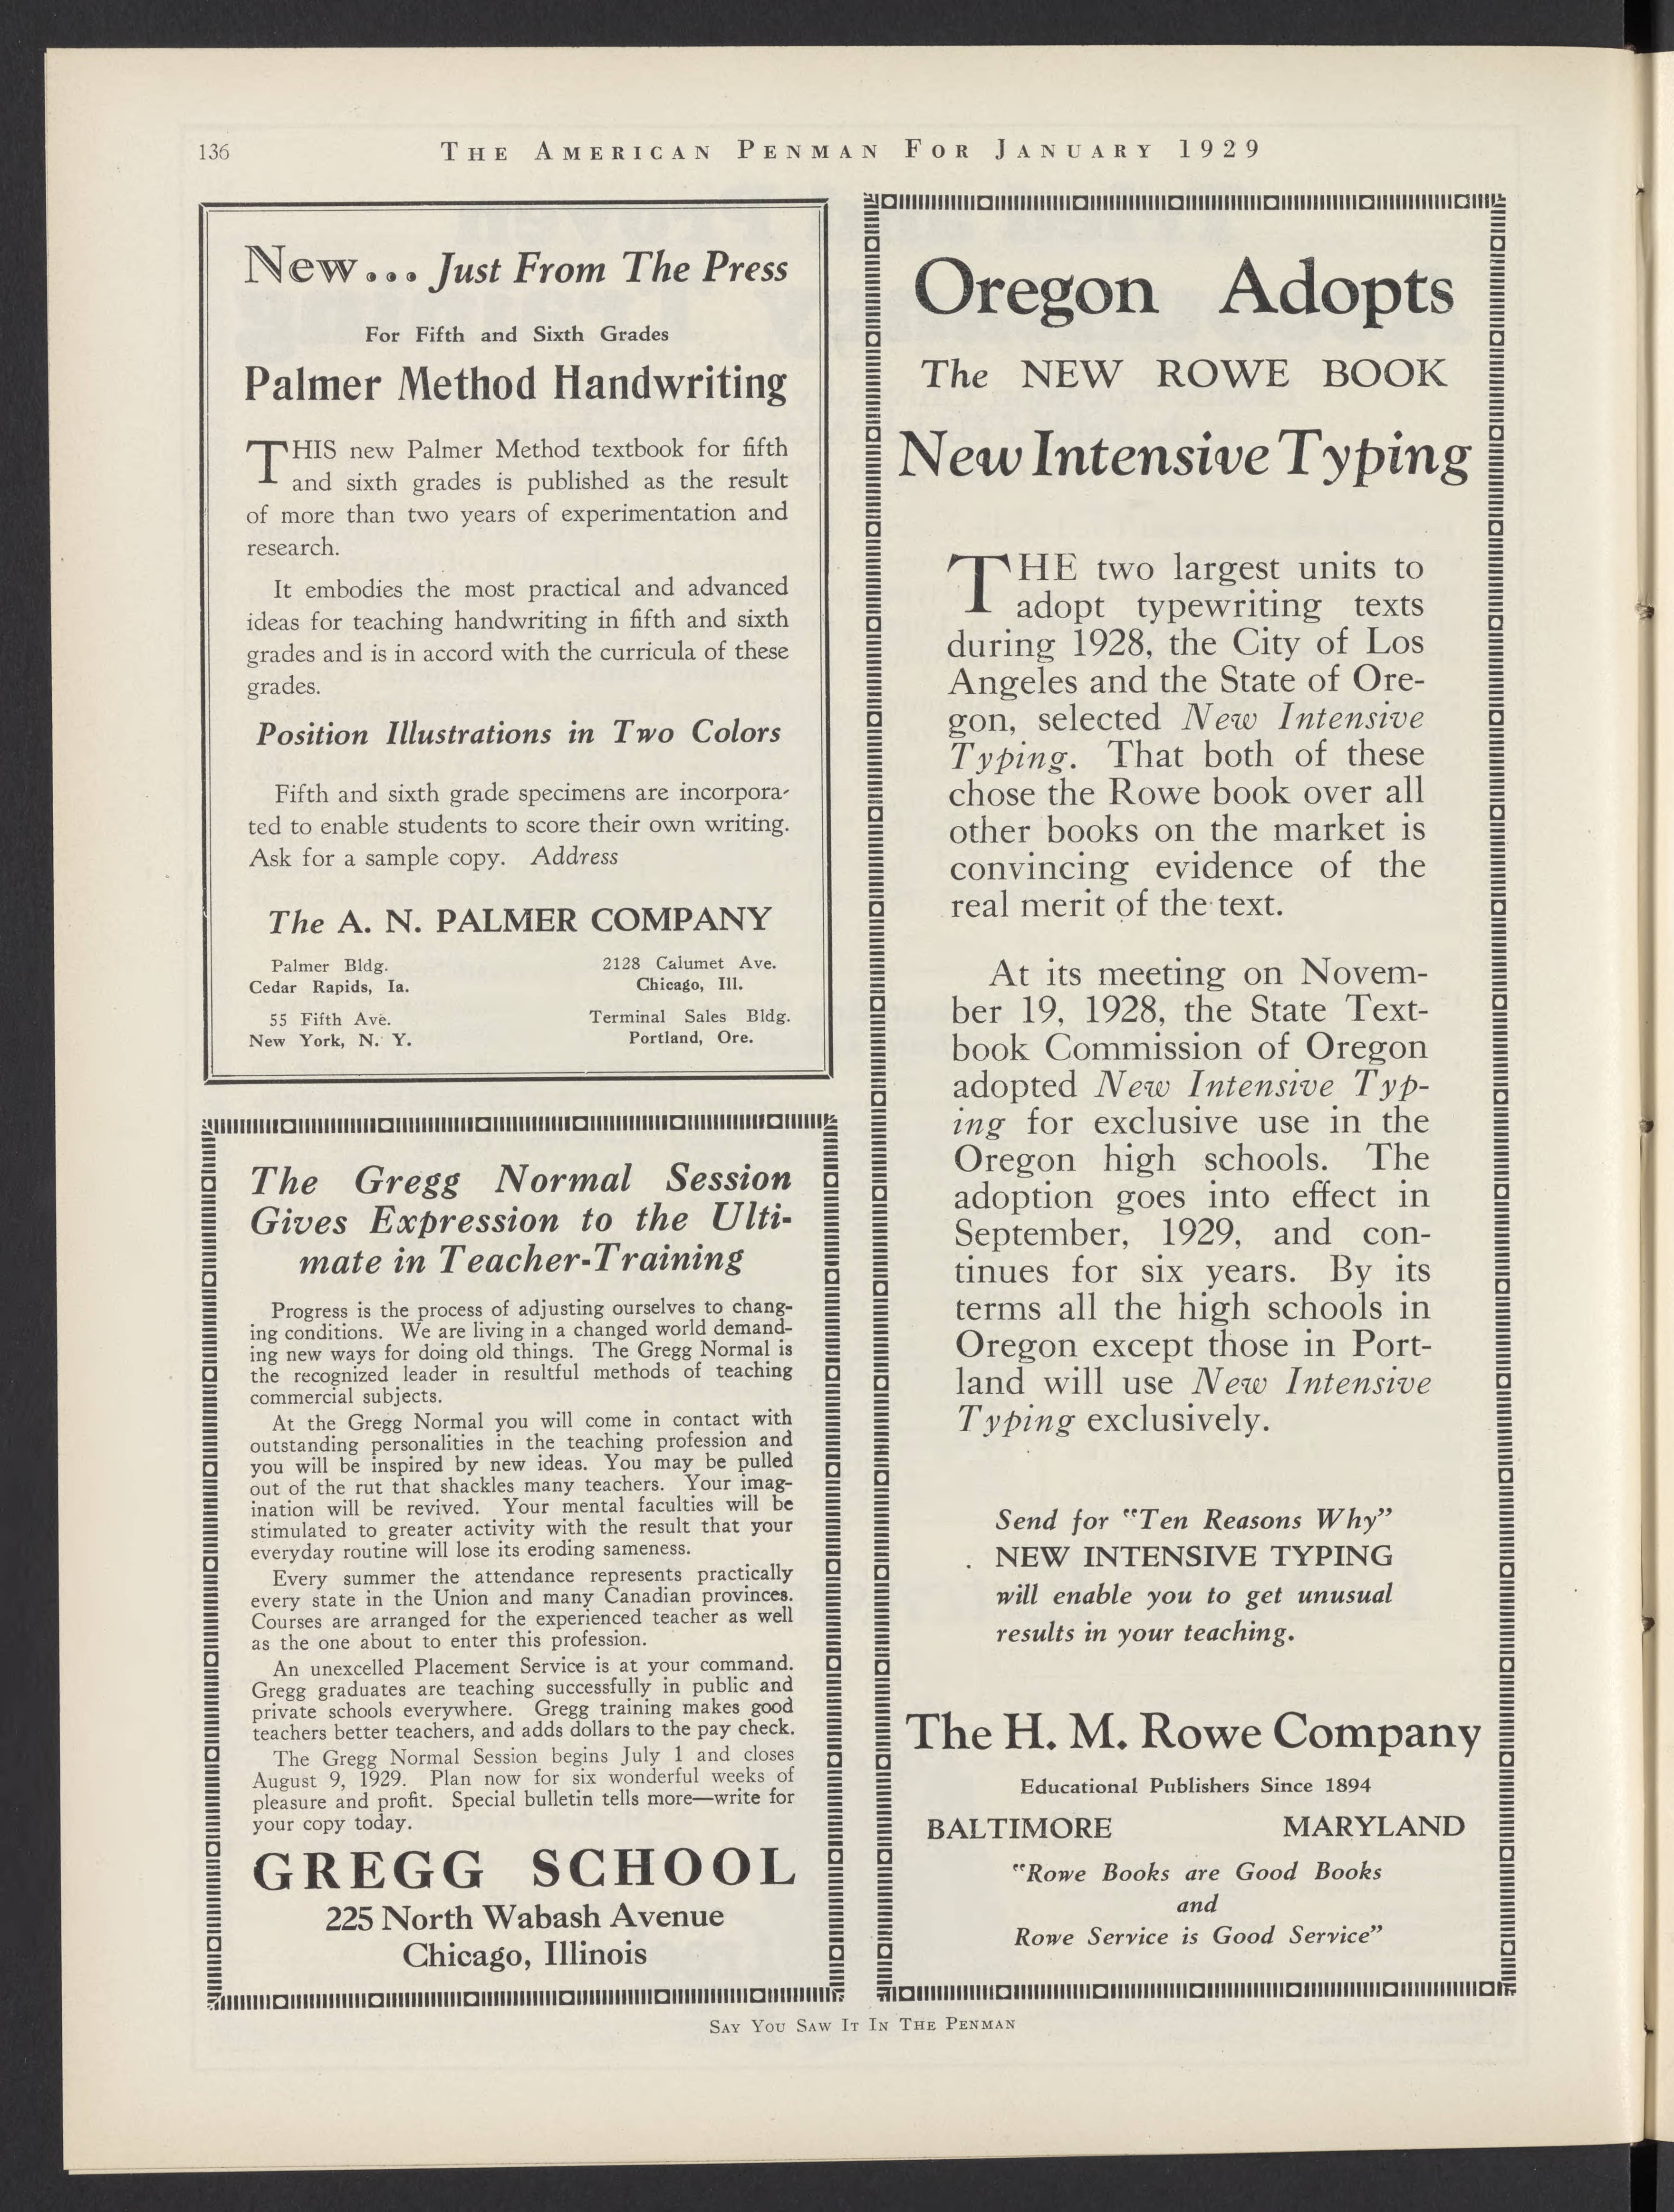 136
THE AMERICAN PENMAN FOR JANUARY 1929
New... Just From The Press
For Fifth and Sixth Grades
Palmer Method Handwriting
THIS new Palmer Method textbook for fifth
and sixth grades is published as the result
of more than two years of experimentation and
research.
It embodies the most practical and advanced
ideas for teaching handwriting in fifth and sixth
grades and is in accord with the curricula of these
grades.
Position Illustrations in Two Colors
Fifth and sixth grade specimens are incorpora-
ted to enable students to score their own writing.
Ask for a sample copy. Address
The A. N. PALMER COMPANY
Palmer Bldg.
Cedar Rapids, Ia.
2128 Calumet Ave.
Chicago, Ill.
55 Fifth Ave.
New York, N. Y.
Terminal Sales Bldg.
Portland, Ore.
The Gregg Normal Session
Gives Expression to the Ulti-
mate in Teacher-Training
Progress is the process of adjusting ourselves to chang-
ing conditions. We are living in a changed world demand-
ing new ways for doing old things. The Gregg Normal is
the recognized leader in resultful methods of teaching
commercial subjects.
At the Gregg Normal you will come in contact with
outstanding personalities in the teaching profession and
you will be inspired by new ideas. You may be pulled
out of the rut that shackles many teachers. Your imag-
ination will be revived. Your mental faculties will be
stimulated to greater activity with the result that your
everyday routine will lose its eroding sameness.
Every summer the attendance represents practically
every state in the Union and many Canadian provinces.
Courses are arranged for the experienced teacher as well
as the one about to enter this profession.
An unexcelled Placement Service is at your command.
Gregg graduates are teaching successfully in public and
private schools everywhere. Gregg training makes good
teachers better teachers, and adds dollars to the pay check.
The Gregg Normal Session begins July 1 and closes
August 9, 1929. Plan now for six wonderful weeks of
pleasure and profit. Special bulletin tells more—write for
your copy today.
GREGG SCHOOL
225 North Wabash Avenue
Chicago, Illinois
Oregon Adopts
The NEW ROWE BOOK
New Intensive Typing
THE two largest units to
adopt typewriting texts
during 1928, the City of Los
Angeles and the State of Ore-
gon, selected New Intensive
Typing. That both of these
chose the Rowe book over all
other books on the market is
convincing evidence of the
real merit of the text.
At its meeting on Novem-
ber 19, 1928, the State Text-
book Commission of Oregon
adopted New Intensive Typ-
ing for exclusive use in the
Oregon high schools. The
adoption goes into effect in
September, 1929, and con-
tinues for six years. By its
terms all the high schools in
Oregon except those in Port-
land will use New Intensive
Typing exclusively.
Send for "Ten Reasons Why"
NEW INTENSIVE TYPING
will enable you to get unusual
results in your teaching.
The H. M. Rowe Company
Educational Publishers Since 1894
BALTIMORE MARYLAND
"Rowe Books are Good Books
and
Rowe Service is Good Service"
SAY YOU SAW IT IN THE PENMAN